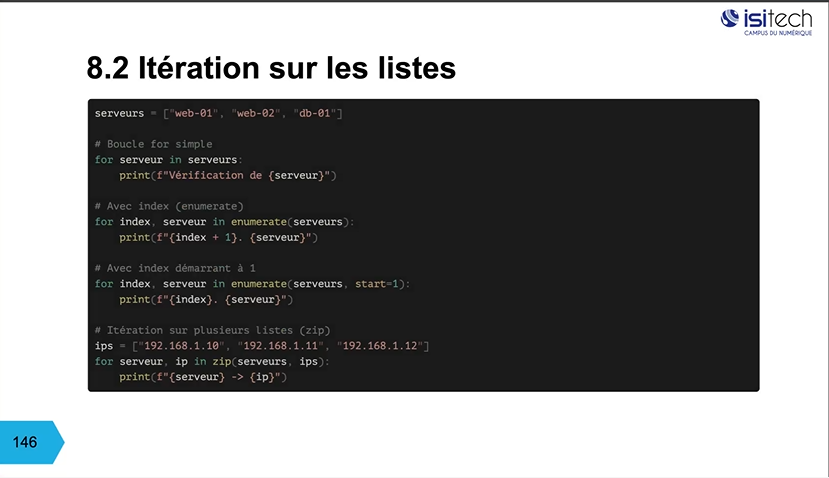 isitech
CAMPUS DU NUMÉRIQUE
8.2 Itération sur les listes
serveurs = ["web-01", "web-02", "db-01"]
# Boucle for simple
for serveur in serveurs:
    print(f"Vérification de {serveur}")
# Avec index (enumerate)
for index, serveur in enumerate(serveurs):
    print(f"{index + 1}. {serveur}")
# Avec index démarrant à 1
for index, serveur in enumerate(serveurs, start=1):
    print(f"{index}. {serveur}")
# Itération sur plusieurs listes (zip)
ips = ["192.168.1.10", "192.168.1.11", "192.168.1.12"]
for serveur, ip in zip(serveurs, ips):
    print(f"{serveur} -> {ip}")
146